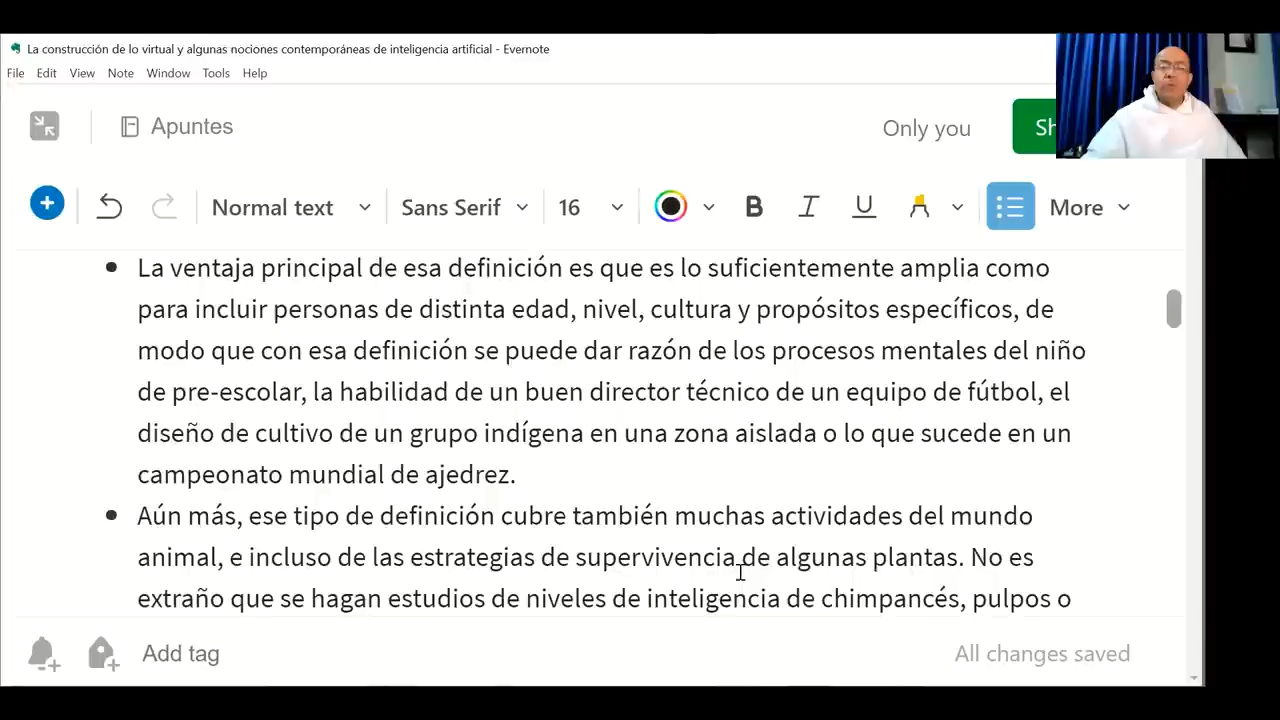 La construcción de lo virtual y algunas nociones contemporáneas de inteligencia artificial - Evernote
File Edit View Note Window Tools Help
Apuntes Only you Sh
Normal text Sans Serif 16 B I U More
La ventaja principal de esa definición es que es lo suficientemente amplia como
para incluir personas de distinta edad, nivel, cultura y propósitos específicos, de
modo que con esa definición se puede dar razón de los procesos mentales del niño
de pre-escolar, la habilidad de un buen director técnico de un equipo de fútbol, el
diseño de cultivo de un grupo indígena en una zona aislada o lo que sucede en un
campeonato mundial de ajedrez.
Aún más, ese tipo de definición cubre también muchas actividades del mundo
animal, e incluso de las estrategias de supervivencia de algunas plantas. No es
extraño que se hagan estudios de niveles de inteligencia de chimpancés, pulpos o
Add tag All changes saved